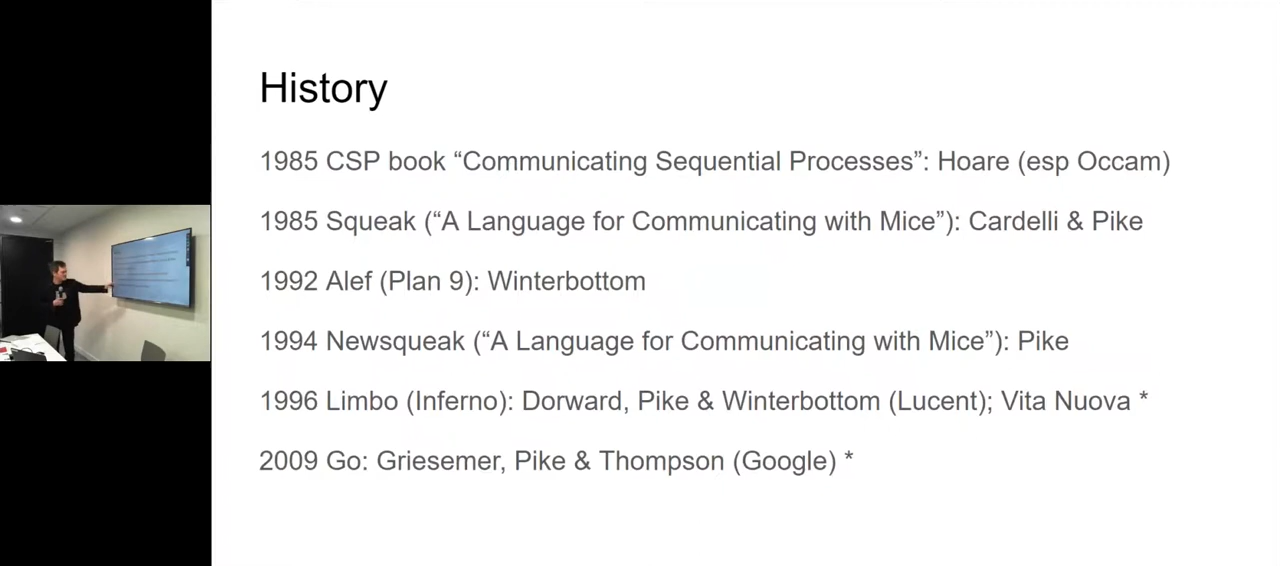 History
1985 CSP book “Communicating Sequential Processes”: Hoare (esp Occam)
1985 Squeak (“A Language for Communicating with Mice”): Cardelli & Pike
1992 Alef (Plan 9): Winterbottom
1994 Newsqueak (“A Language for Communicating with Mice”): Pike
1996 Limbo (Inferno): Dorward, Pike & Winterbottom (Lucent); Vita Nuova *
2009 Go: Griesemer, Pike & Thompson (Google) *